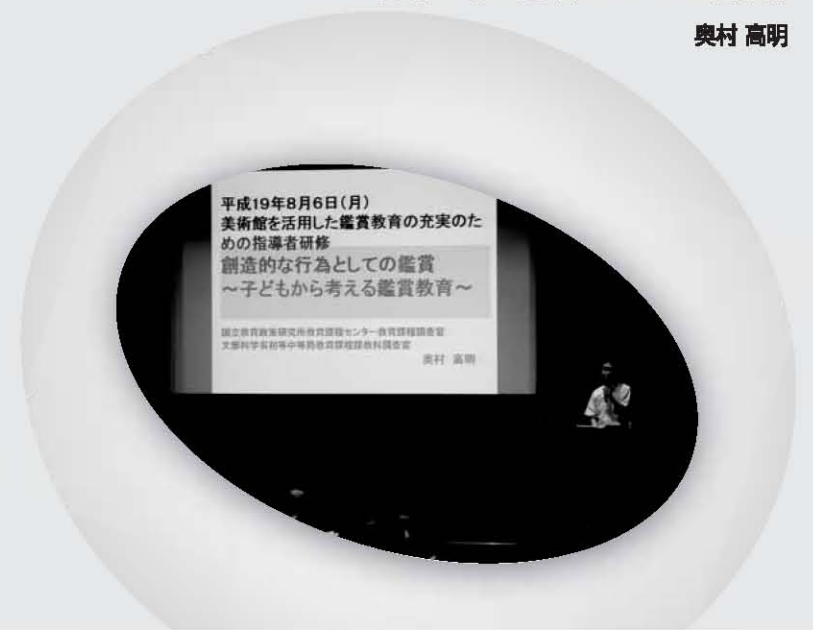 奥村 高明
平成19年8月6日(月)
美術館を活用した鑑賞教育の充実のた
めの指導者研修
創造的な行為としての鑑賞
～子どもから考える鑑賞教育～
国立教育政策研究所教育課程センター教育課程調査官
文部科学省初等中等局教育課程課教科調査官
奥村 高明